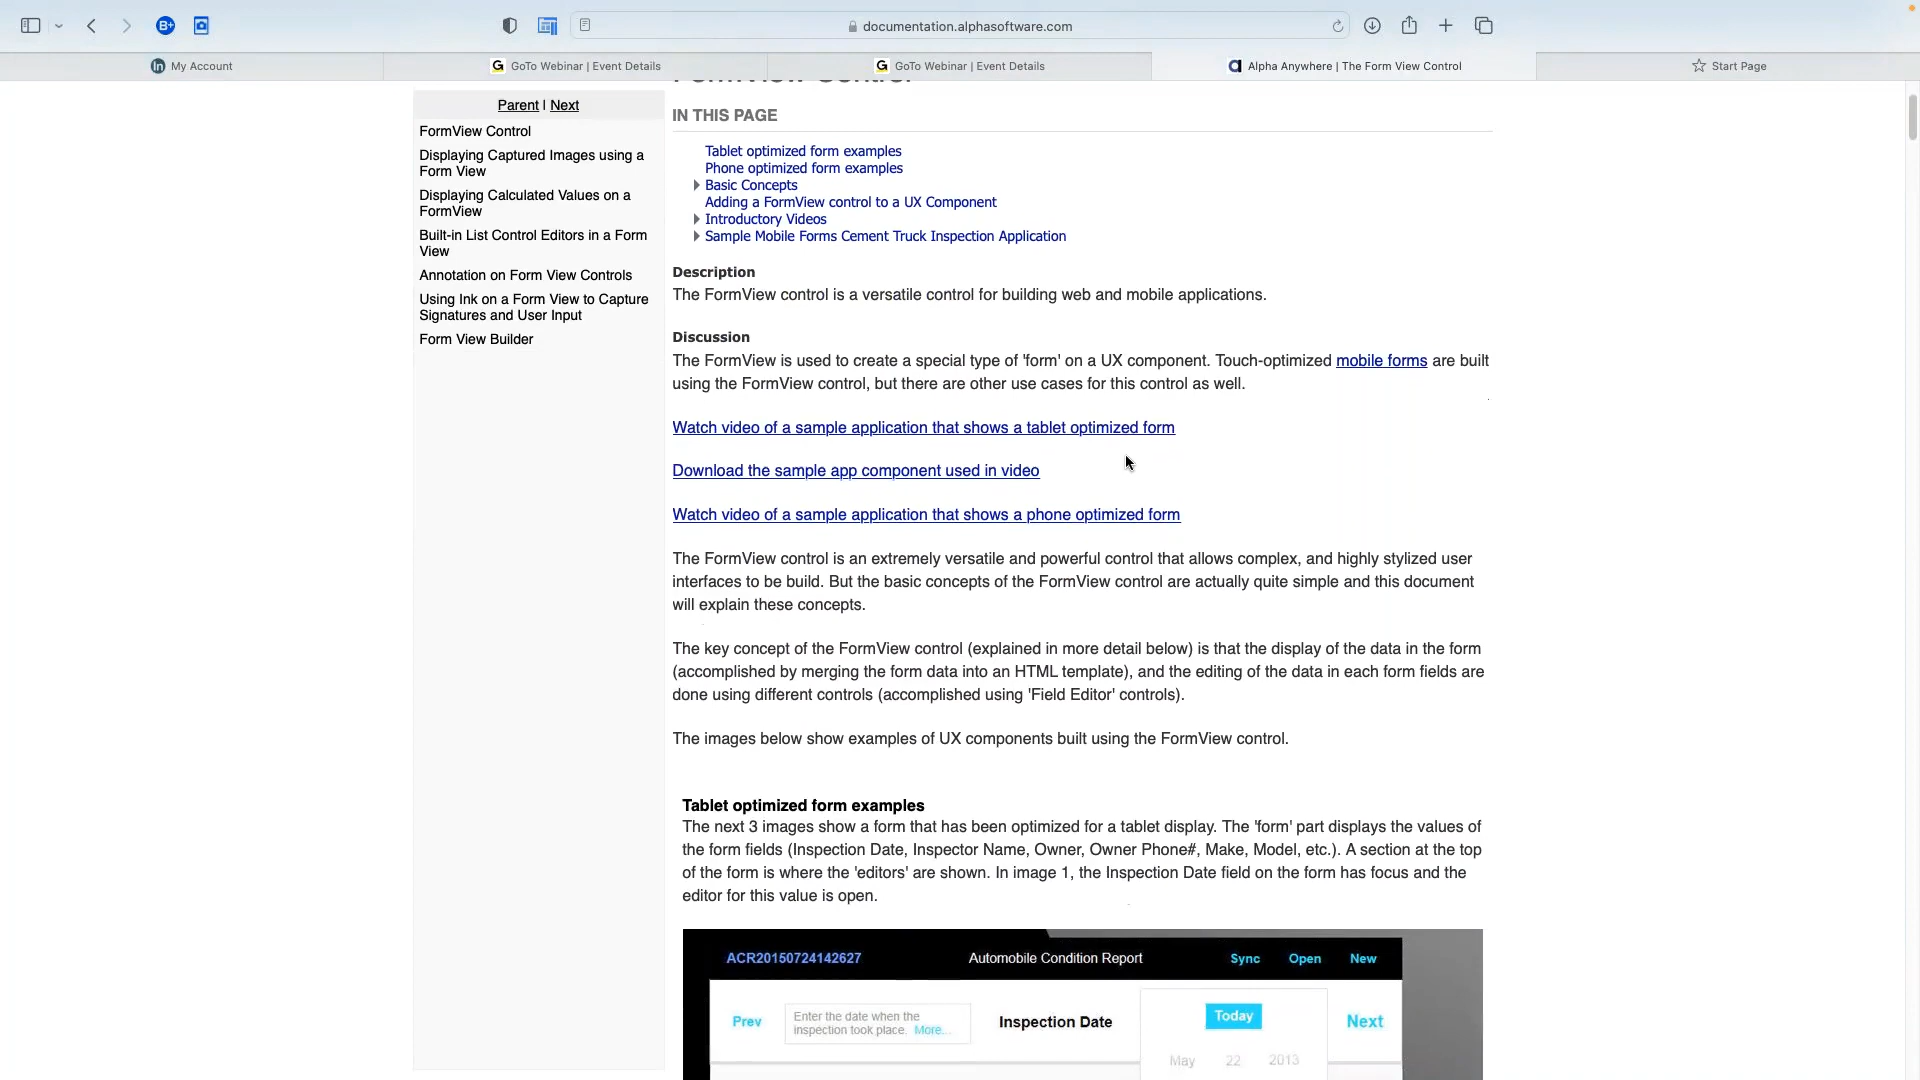 documentation.alphasoftware.com
My Account
GoTo Webinar | Event Details
GoTo Webinar | Event Details
Alpha Anywhere | The Form View Control
Start Page
Parent | Next
FormView Control
Displaying Captured Images using a
Form View
Displaying Calculated Values on a
FormView
Built-in List Control Editors in a Form
View
Annotation on Form View Controls
Using Ink on a Form View to Capture
Signatures and User Input
Form View Builder
FormView Control
IN THIS PAGE
Tablet optimized form examples
Phone optimized form examples
Basic Concepts
Adding a FormView control to a UX Component
Introductory Videos
Sample Mobile Forms Cement Truck Inspection Application
Description
The FormView control is a versatile control for building web and mobile applications.
Discussion
The FormView is used to create a special type of 'form' on a UX component. Touch-optimized mobile forms are built
using the FormView control, but there are other use cases for this control as well.
Watch video of a sample application that shows a tablet optimized form
Download the sample app component used in video
Watch video of a sample application that shows a phone optimized form
The FormView control is an extremely versatile and powerful control that allows complex, and highly stylized user
interfaces to be build. But the basic concepts of the FormView control are actually quite simple and this document
will explain these concepts.
The key concept of the FormView control (explained in more detail below) is that the display of the data in the form
(accomplished by merging the form data into an HTML template), and the editing of the data in each form fields are
done using different controls (accomplished using 'Field Editor' controls).
The images below show examples of UX components built using the FormView control.
Tablet optimized form examples
The next 3 images show a form that has been optimized for a tablet display. The 'form' part displays the values of
the form fields (Inspection Date, Inspector Name, Owner, Owner Phone#, Make, Model, etc.). A section at the top
of the form is where the 'editors' are shown. In image 1, the Inspection Date field on the form has focus and the
editor for this value is open.
ACR20150724142627 Automobile Condition Report Sync Open New
Prev
Enter the date when the
inspection took place. More...
Inspection Date
Today
Next
May 22 2013